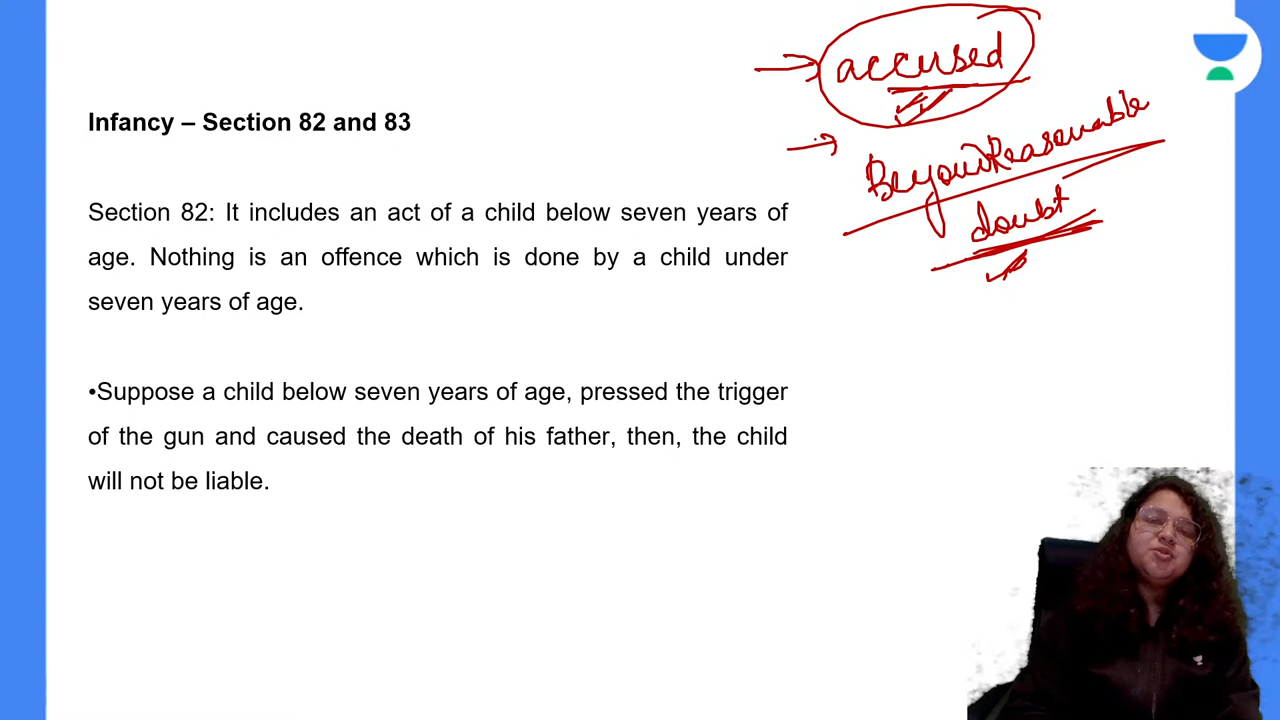 accused
Beyond Reasonable
doubt
Infancy – Section 82 and 83
Section 82: It includes an act of a child below seven years of
age. Nothing is an offence which is done by a child under
seven years of age.
•Suppose a child below seven years of age, pressed the trigger
of the gun and caused the death of his father, then, the child
will not be liable.